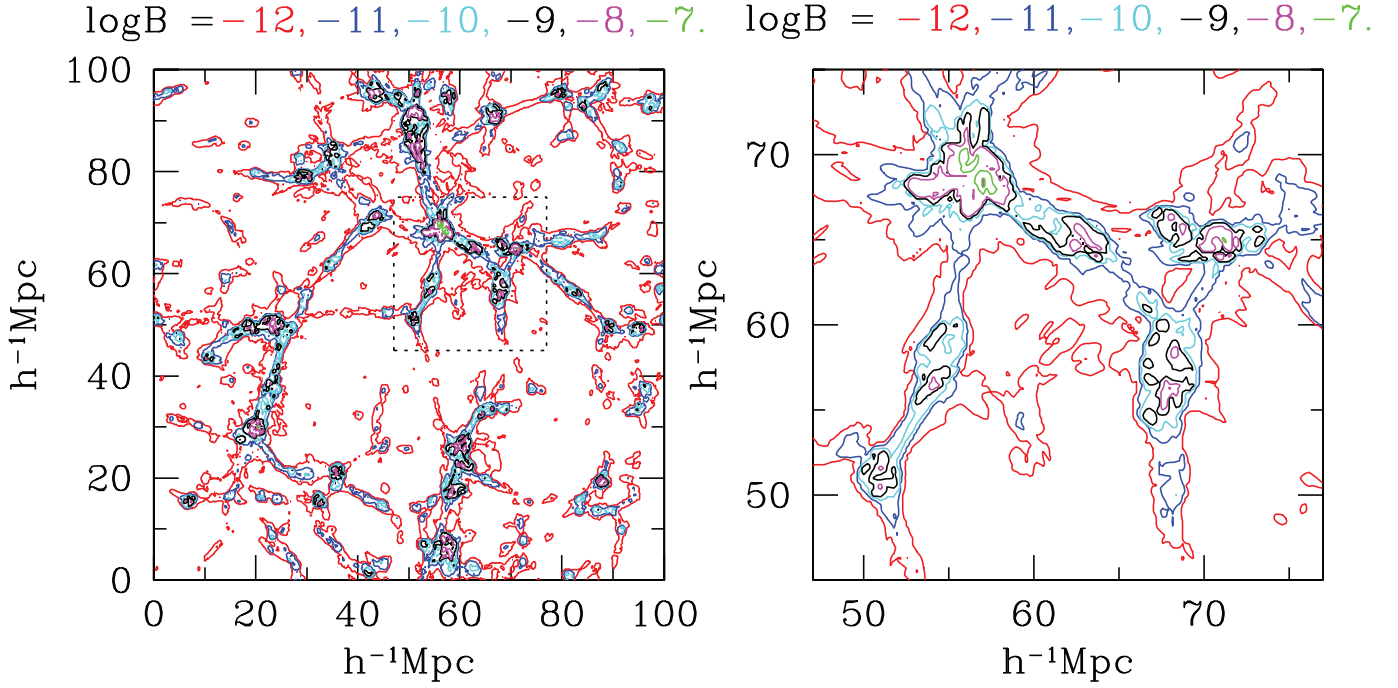 logB = -12, -11, -10, -9, -8, -7.
100
80
60
40
20
0
0 20 40 60 80 100
h⁻¹Mpc
h⁻¹Mpc
logB = -12, -11, -10, -9, -8, -7.
70
60
50
50 60 70
h⁻¹Mpc
h⁻¹Mpc